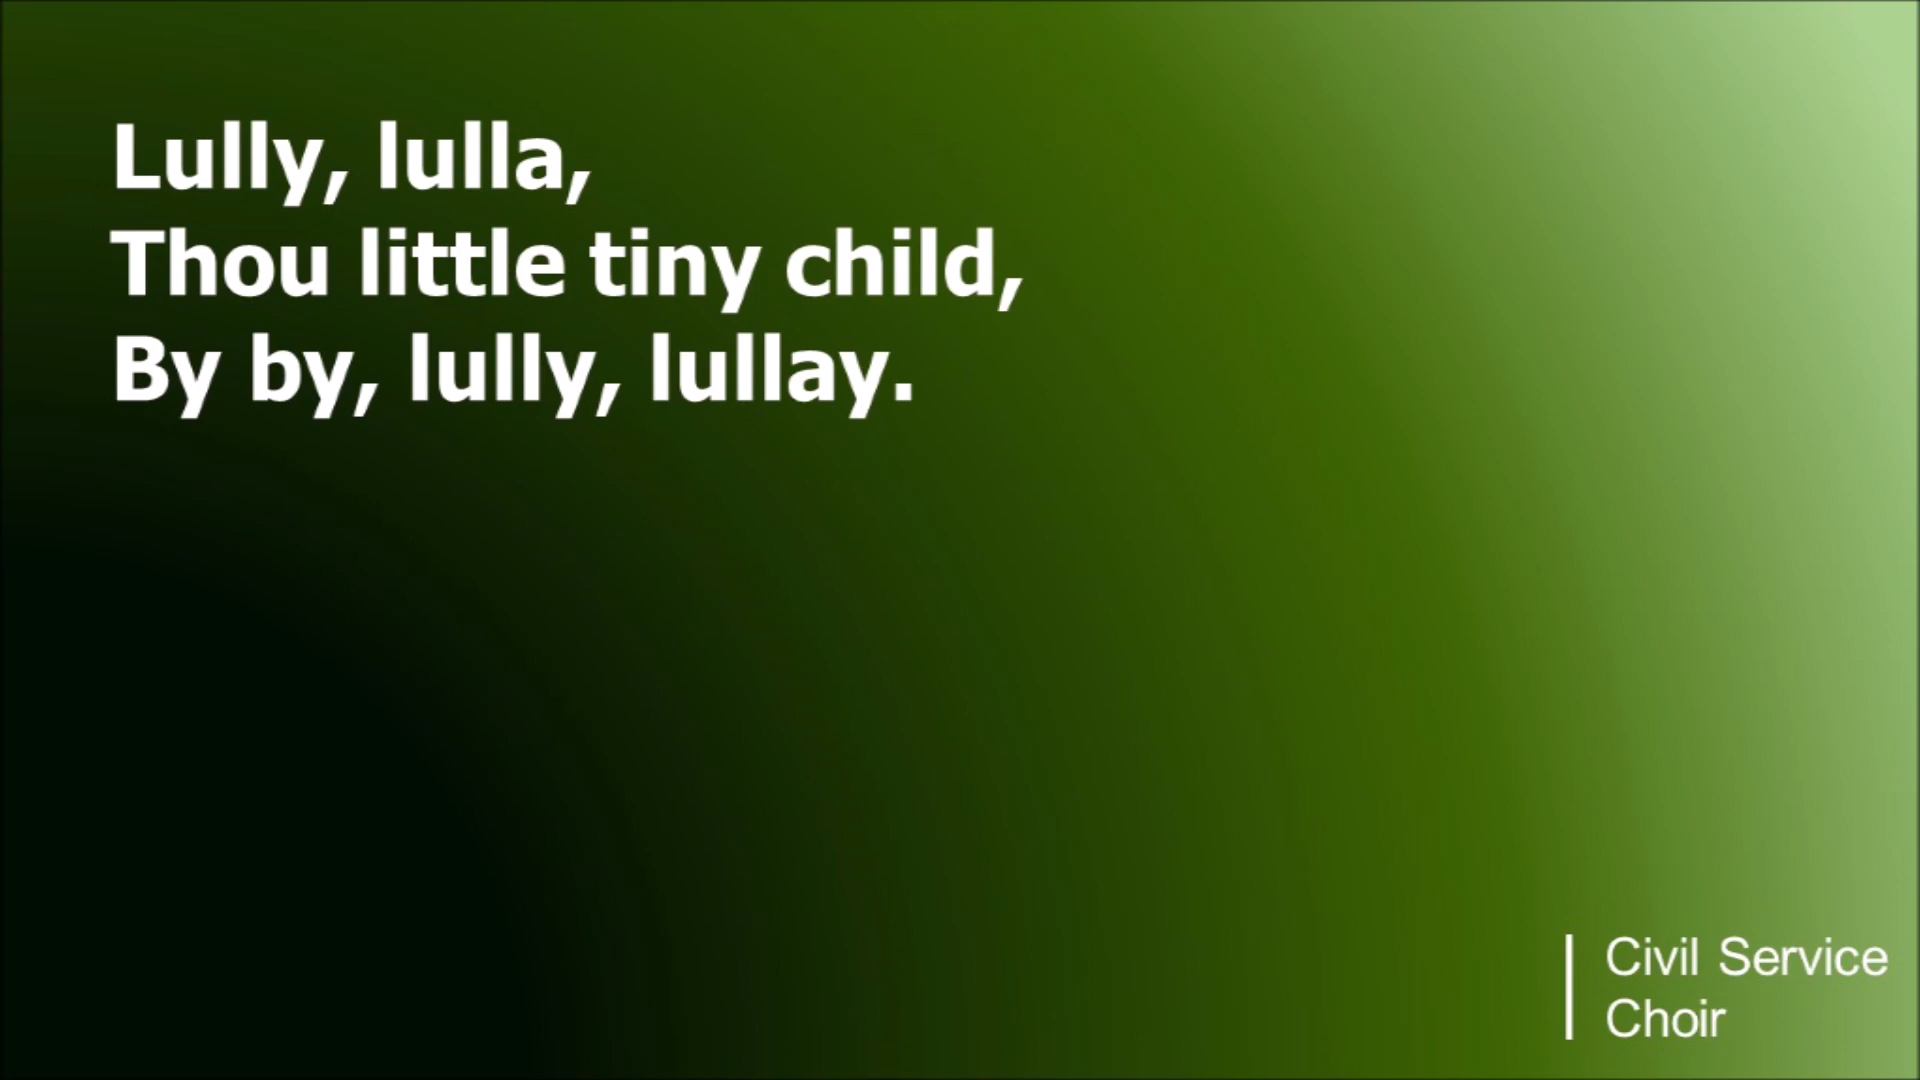 Lully, lulla,
Thou little tiny child,
By by, lully, lullay.
Civil Service
Choir